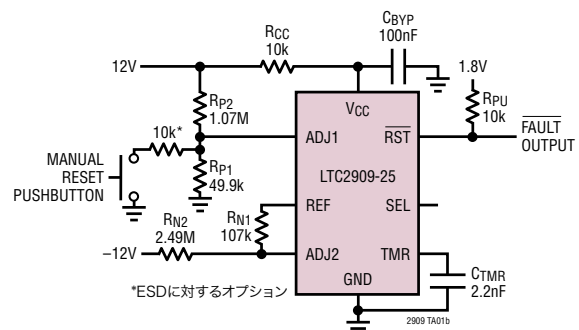 CBYP
100nF
RCC
10k
12V
1.8V
RP2
1.07M
VCC
RPU
10k
10k*
ADJ1
RST
FAULT
OUTPUT
MANUAL
RESET
PUSHBUTTON
RP1
49.9k
LTC2909-25
RN2
2.49M
RN1
107k
REF
SEL
–12V
ADJ2
TMR
*ESDに対するオプション
GND
CTMR
2.2nF
2909 TA01b